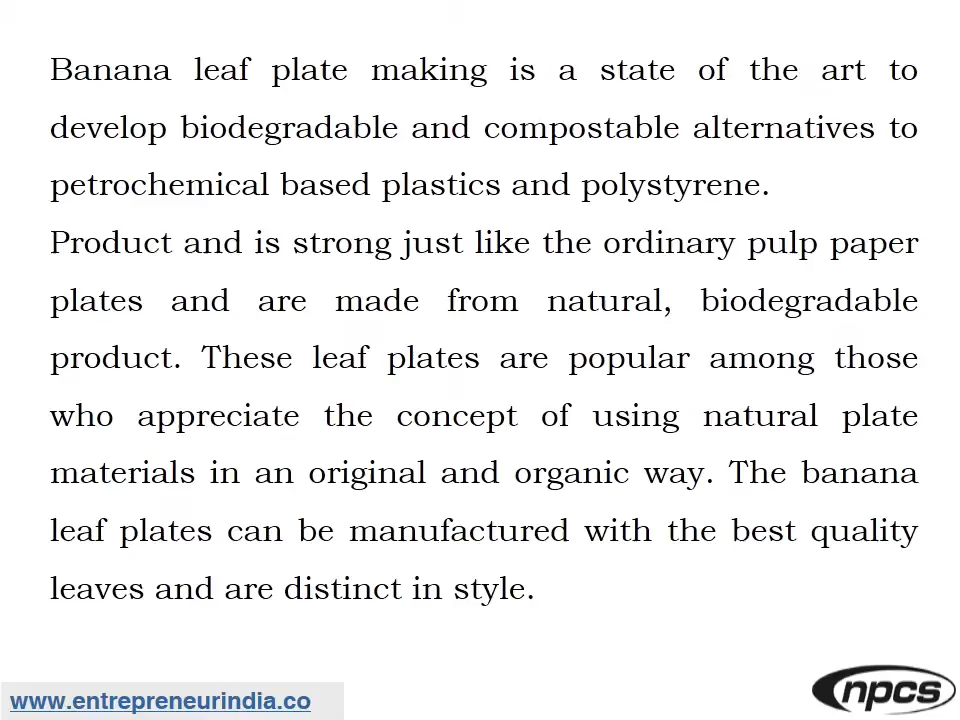 Banana leaf plate making is a state of the art to
develop biodegradable and compostable alternatives to
petrochemical based plastics and polystyrene.
Product and is strong just like the ordinary pulp paper
plates and are made from natural, biodegradable
product. These leaf plates are popular among those
who appreciate the concept of using natural plate
materials in an original and organic way. The banana
leaf plates can be manufactured with the best quality
leaves and are distinct in style.
www.entrepreneurindia.co
npcs